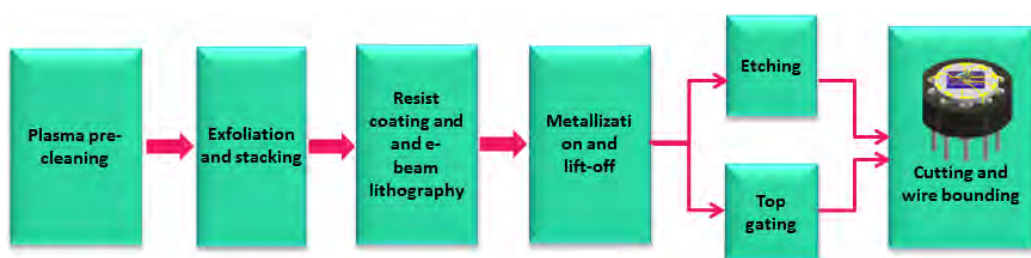 Plasma pre-
cleaning
Exfoliation
and stacking
Resist
coating and
and e-
beam
lithography
Metallizati
on and
lift-off
Etching
Top
gating
Cutting and
wire bounding